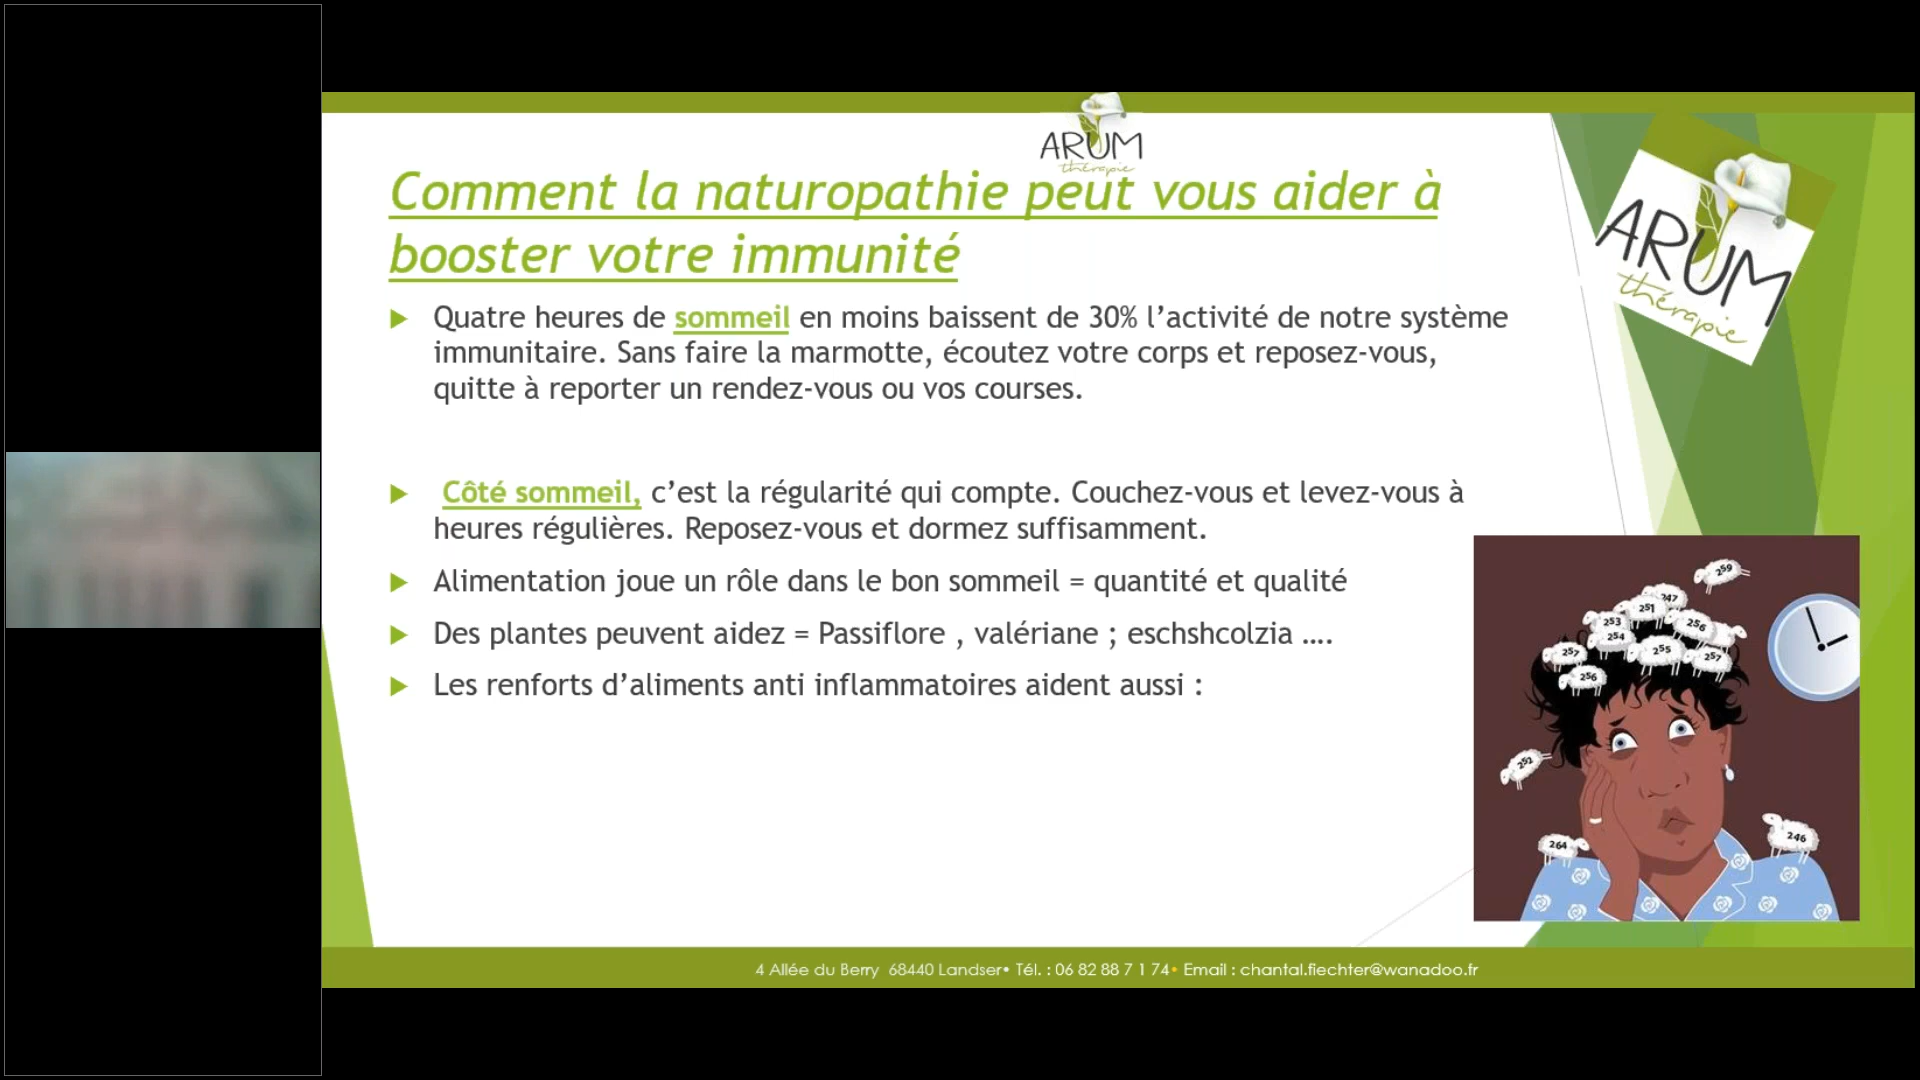 ARUM
thérapie
Comment la naturopathie peut vous aider à
booster votre immunité
ARUM
thérapie
Quatre heures de sommeil en moins baissent de 30% l’activité de notre système
immunitaire. Sans faire la marmotte, écoutez votre corps et reposez-vous,
quitte à reporter un rendez-vous ou vos courses.
Côté sommeil, c’est la régularité qui compte. Couchez-vous et levez-vous à
heures régulières. Reposez-vous et dormez suffisamment.
Alimentation joue un rôle dans le bon sommeil = quantité et qualité
Des plantes peuvent aidez = Passiflore , valériane ; eschshcolzia ….
Les renforts d’aliments anti inflammatoires aident aussi :
259
247
251
253
256
254
255
257
257
256
252
264
246
4 Allée du Berry 68440 Landser• Tél. : 06 82 88 7 1 74• Email : chantal.fiechter@wanadoo.fr